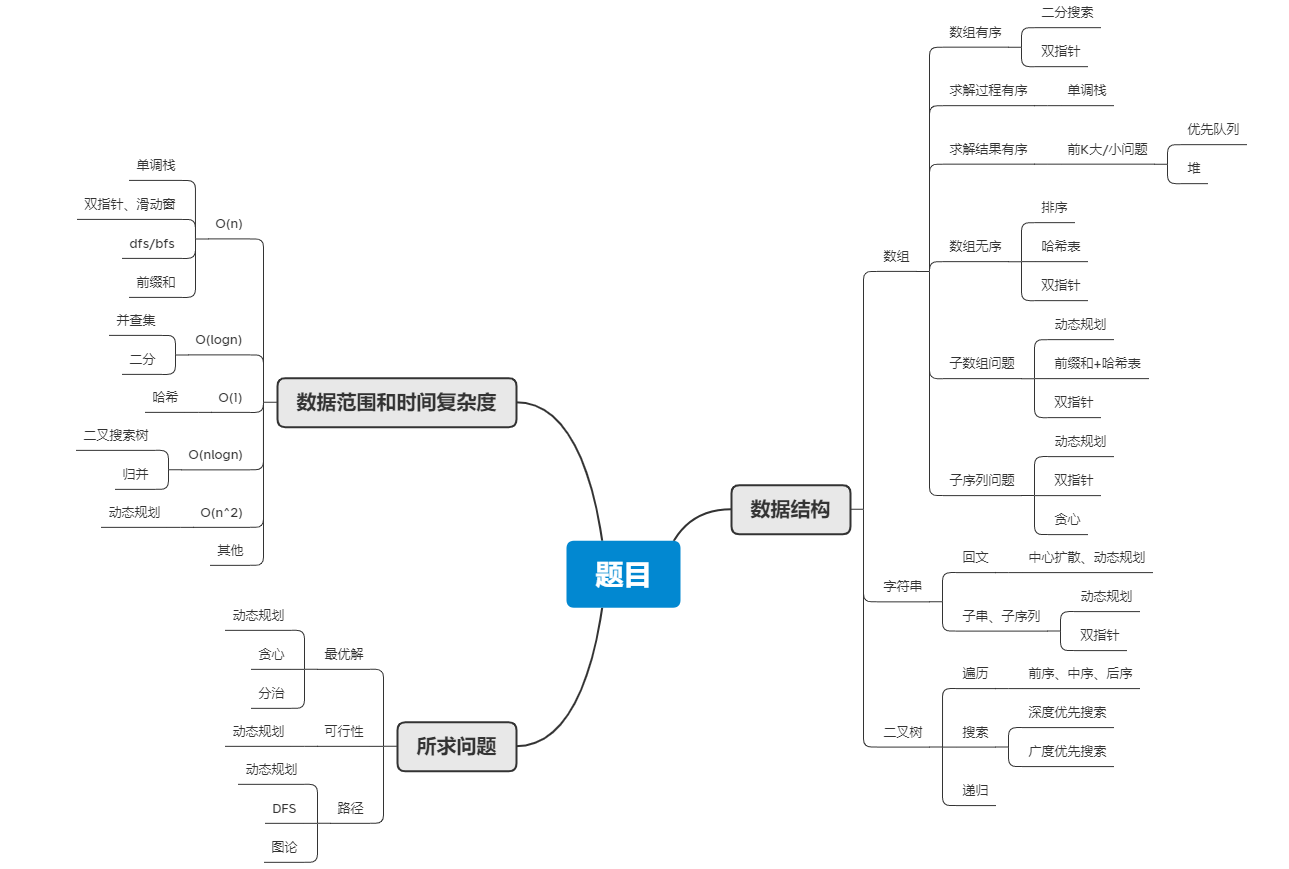 题目
数据范围和时间复杂度
O(n)
单调栈
双指针、滑动窗
dfs/bfs
前缀和
O(logn)
并查集
二分
O(1)
哈希
O(nlogn)
二叉搜索树
归并
O(n^2)
动态规划
其他
所求问题
最优解
动态规划
贪心
分治
可行性
动态规划
路径
动态规划
DFS
图论
数据结构
数组
数组有序
二分搜索
双指针
求解过程有序
单调栈
求解结果有序
前K大/小问题
优先队列
堆
数组无序
排序
哈希表
双指针
子数组问题
动态规划
前缀和+哈希表
双指针
子序列问题
动态规划
双指针
贪心
字符串
回文
中心扩散、动态规划
子串、子序列
动态规划
双指针
二叉树
遍历
前序、中序、后序
搜索
深度优先搜索
广度优先搜索
递归